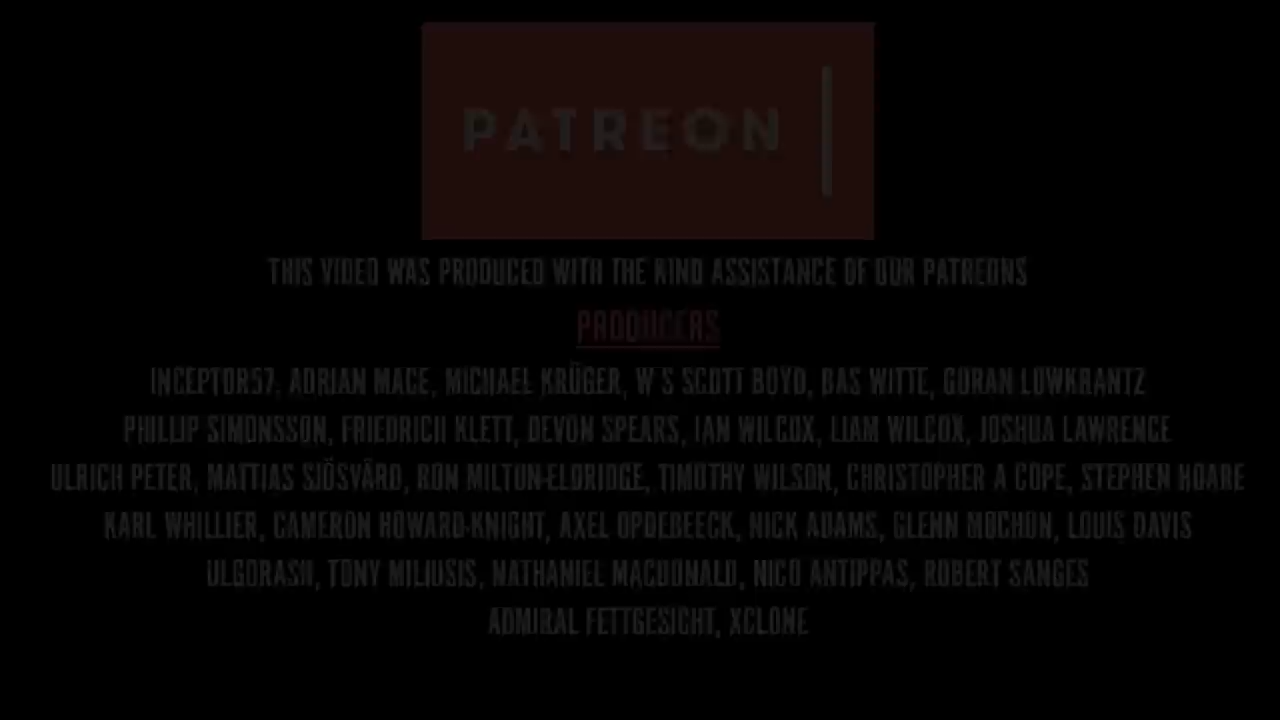 PATREON
THIS VIDEO WAS PRODUCED WITH THE KIND ASSISTANCE OF OUR PATREONS
PRODUCERS
INCEPTOR57, ADRIAN MACE, MICHAEL KRÜGER, W S SCOTT BOYD, BAS WITTE, GORAN LOWKRANTZ
PHILLIP SIMONSSON, FRIEDRICH KLETT, DEVON SPEARS, IAN WILCOX, LIAM WILCOX, JOSHUA LAWRENCE
ULRICH PETER, MATTIAS SJÖSVÄRD, RON MILTON-ELDRIDGE, TIMOTHY WILSON, CHRISTOPHER A COPE, STEPHEN HOARE
KARL WHILLIER, CAMERON HOWARD-KNIGHT, AXEL OPDEBEECK, NICK ADAMS, GLENN MOCHON, LOUIS DAVIS
ULGORASH, TONY MILIUSIS, NATHANIEL MACDONALD, NICO ANTIPPAS, ROBERT SANGES
ADMIRAL FETTGESICHT, XCLONE